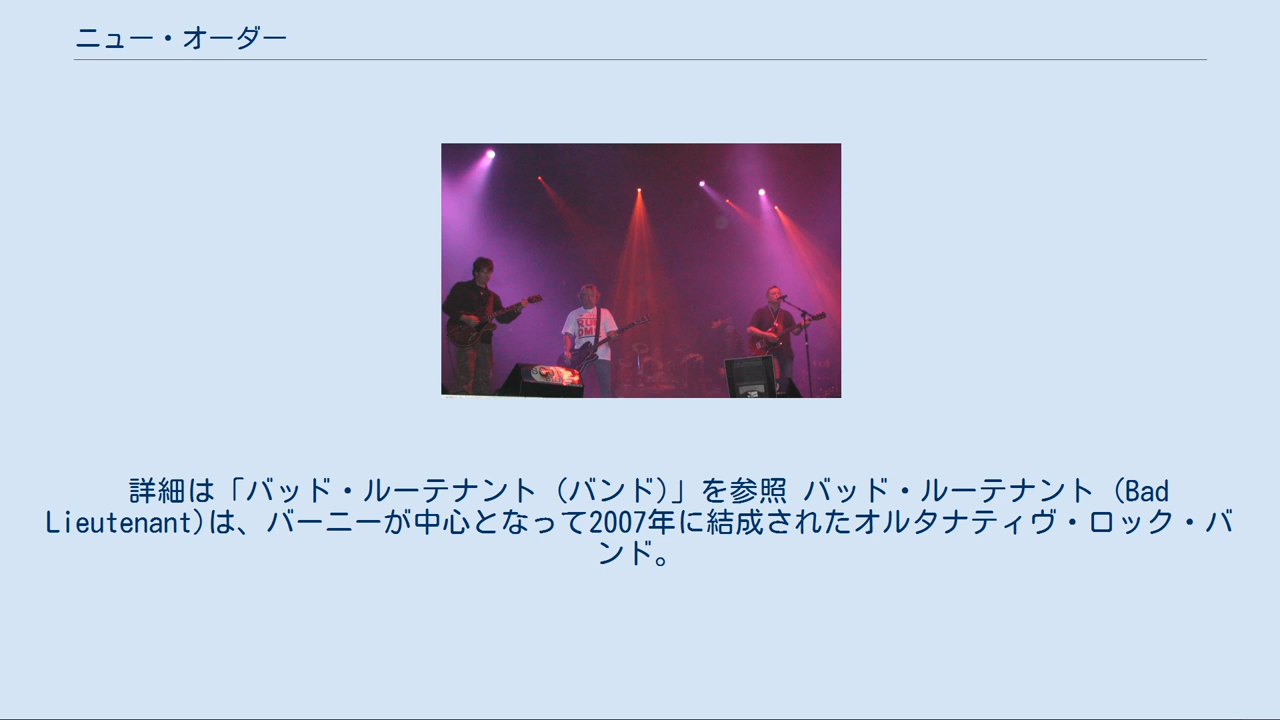 ニュー・オーダー
詳細は「バッド・ルーテナント (バンド)」を参照 バッド・ルーテナント (Bad
Lieutenant)は、バーニーが中心となって2007年に結成されたオルタナティヴ・ロック・バ
ンド。